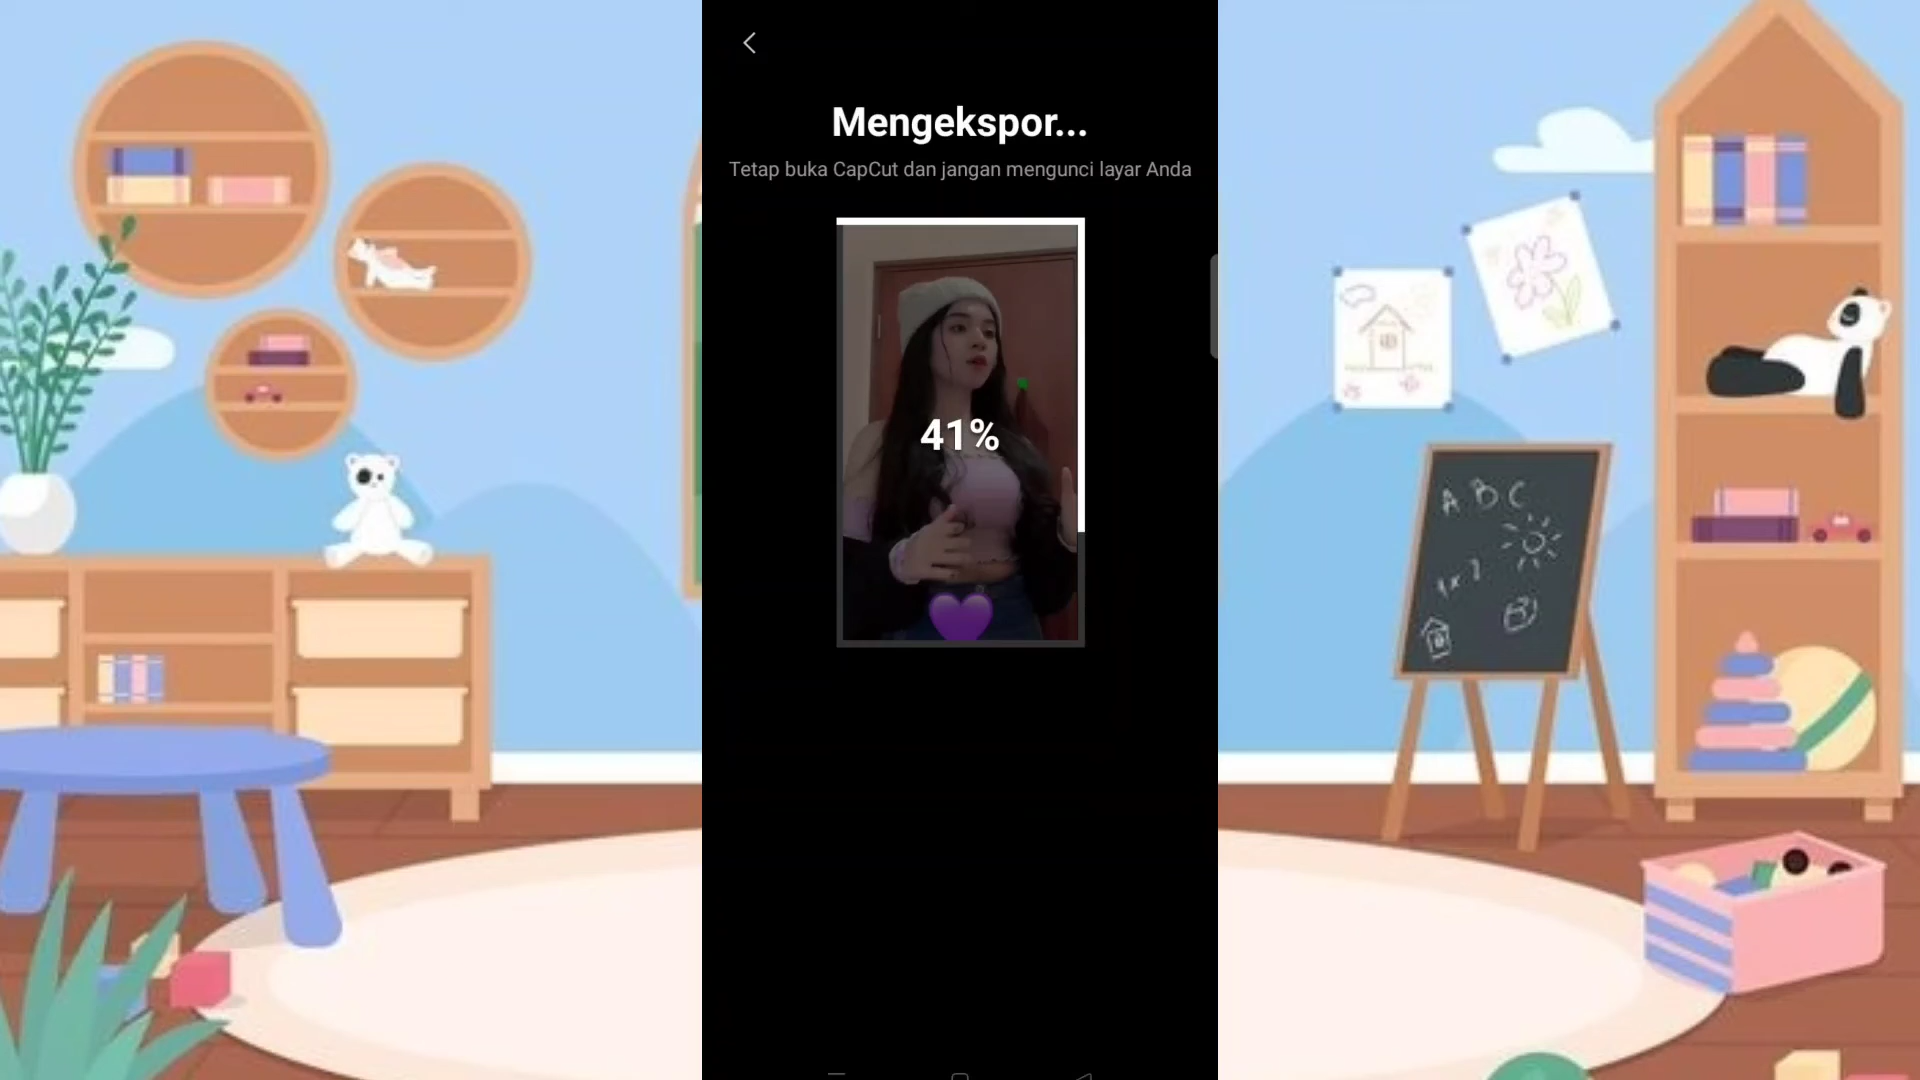 Mengekspor...
Tetap buka CapCut dan jangan mengunci layar Anda
41%
A B C